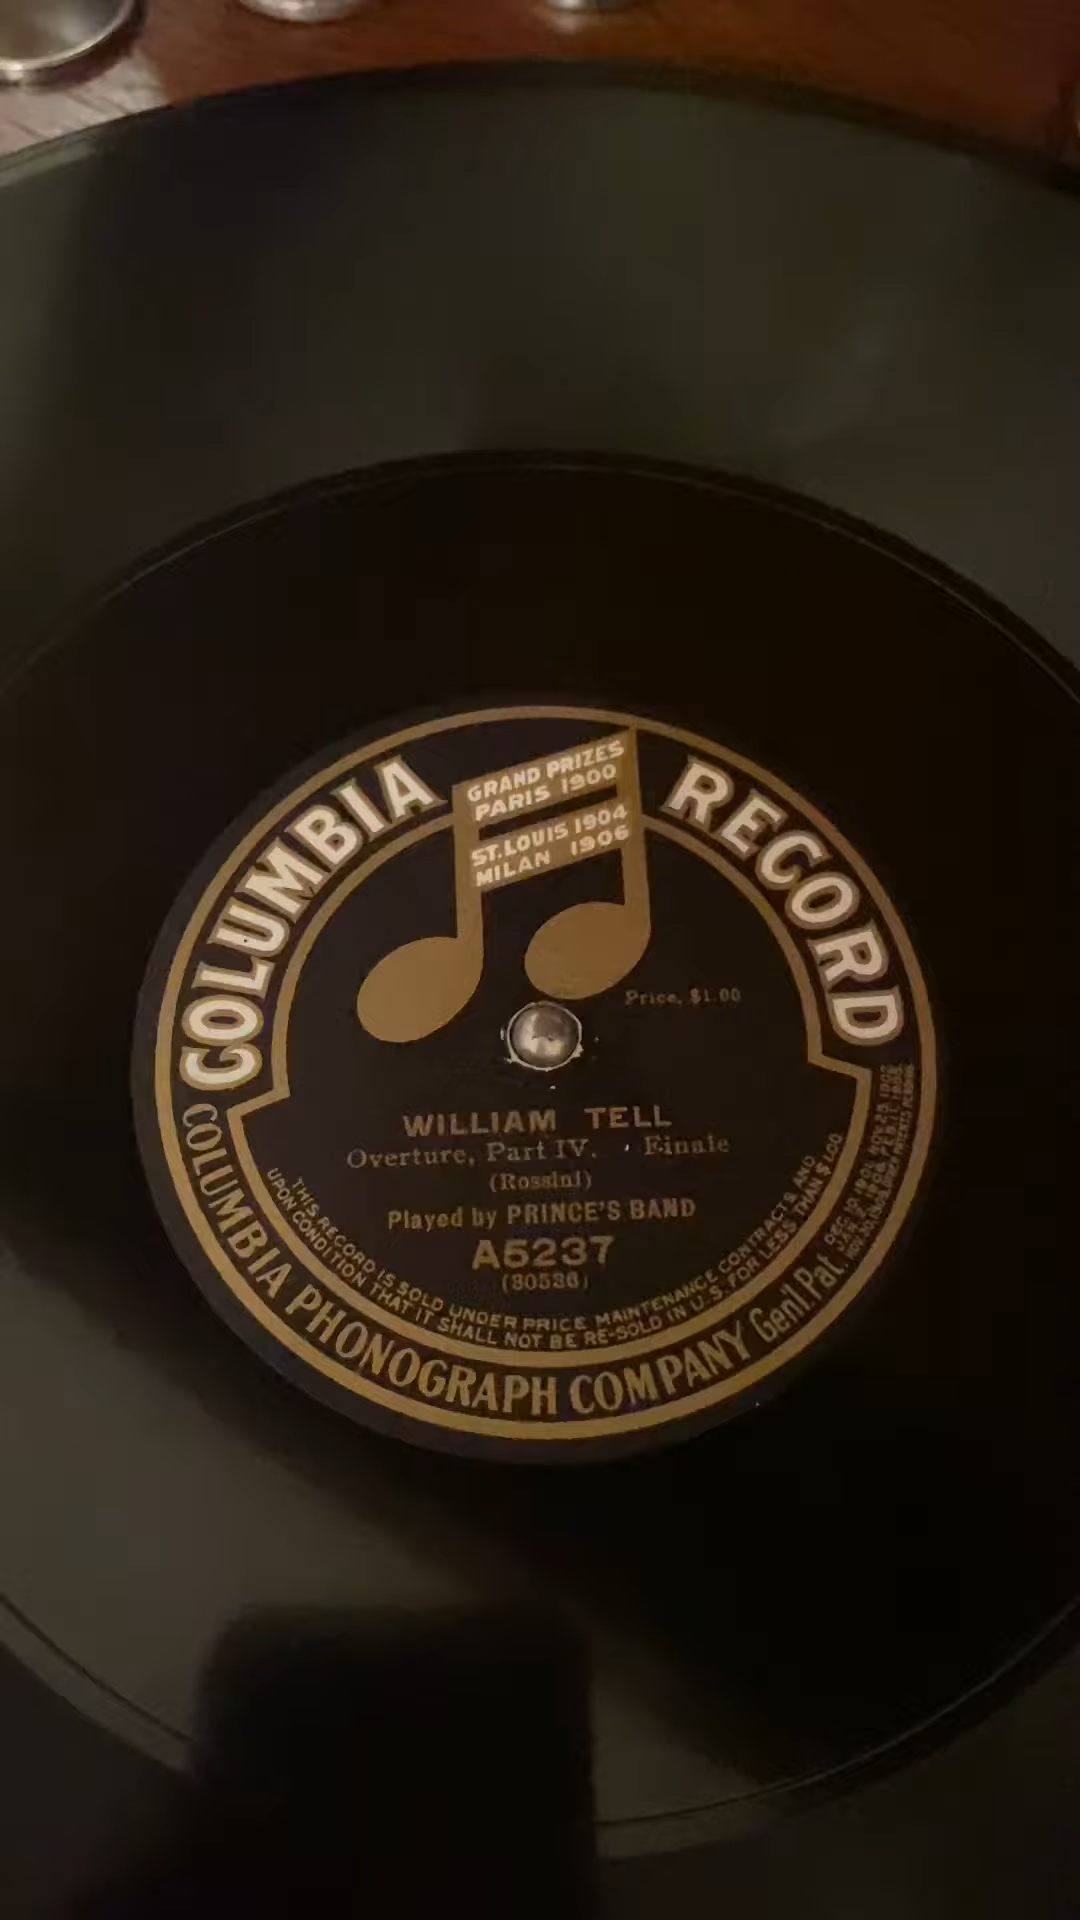 COLUMBIA RECORD
GRAND PRIZES
PARIS 1900
ST. LOUIS 1904
MILAN 1906
Price, $1.00
WILLIAM TELL
Overture, Part IV. Finale
(Rossini)
Played by PRINCE'S BAND
A5237
THIS RECORD IS SOLD UNDER PRICE MAINTENANCE CONTRACTS AND
UPON CONDITION THAT IT SHALL NOT BE RE-SOLD IN U.S. FOR LESS THAN $1.00
COLUMBIA PHONOGRAPH COMPANY Gen'l Pat.